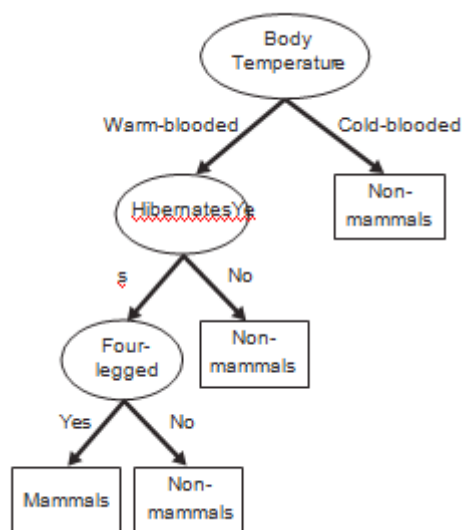 Body
Temperature
Warm-blooded
Cold-blooded
HibernatesYe
Non-
mammals
s
No
Four-
legged
Non-
mammals
Yes
No
Mammals
Non-
mammals